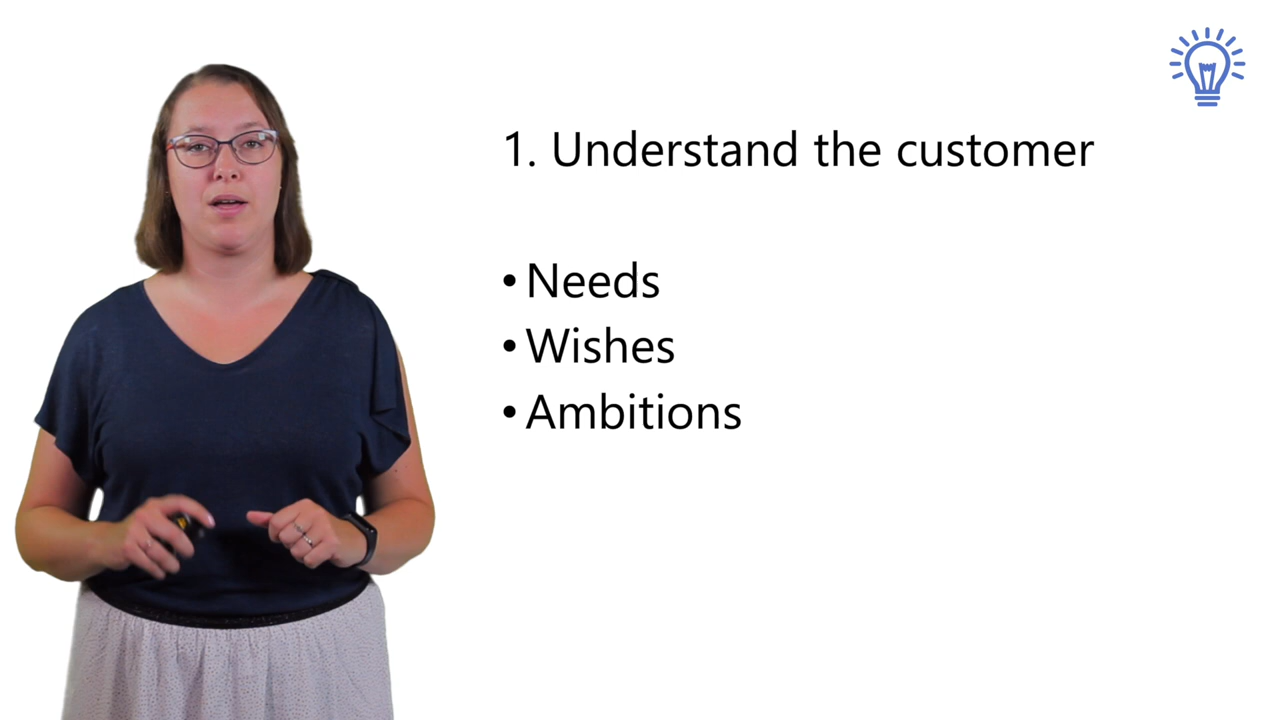 1. Understand the customer
• Needs
• Wishes
• Ambitions